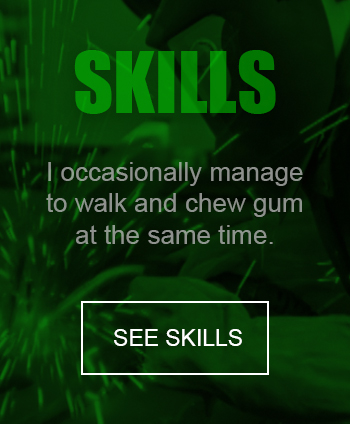 SKILLS
I occasionally manage
to walk and chew gum
at the same time.
SEE SKILLS